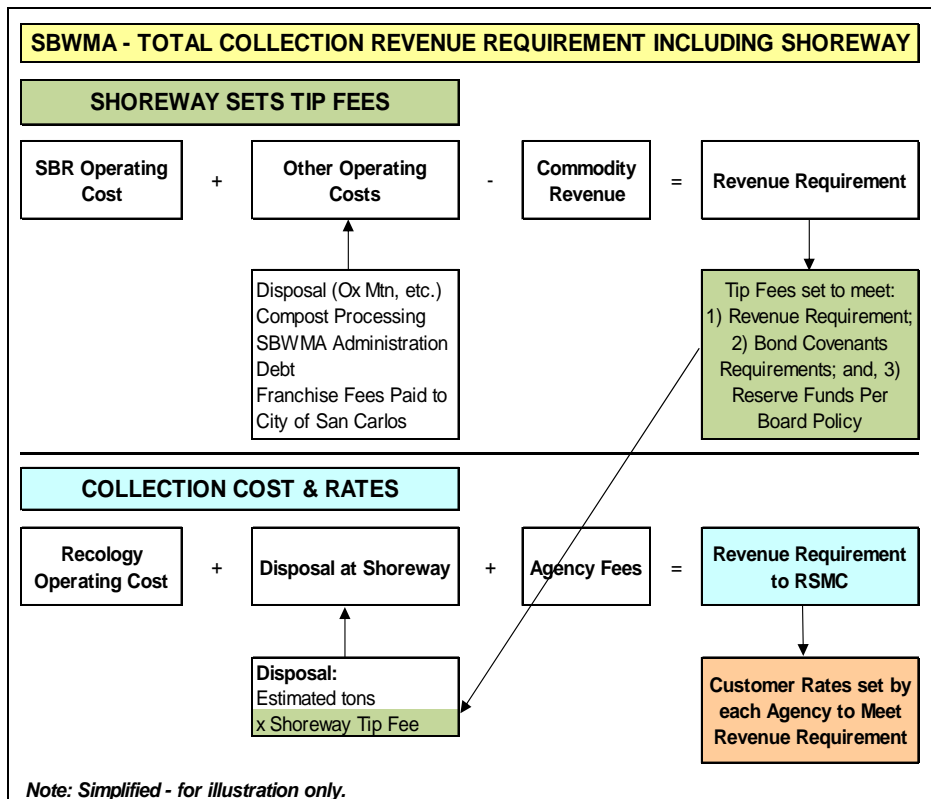 SBWMA - TOTAL COLLECTION REVENUE REQUIREMENT INCLUDING SHOREWAY
SHOREWAY SETS TIP FEES
SBR Operating
Cost
+
Other Operating
Costs
-
Commodity
Revenue
=
Revenue Requirement
Disposal (Ox Mtn, etc.)
Compost Processing
SBWMA Administration
Debt
Franchise Fees Paid to
City of San Carlos
Tip Fees set to meet:
1) Revenue Requirement;
2) Bond Covenants
Requirements; and, 3)
Reserve Funds Per
Board Policy
COLLECTION COST & RATES
Recology
Operating Cost
+
Disposal at Shoreway
+
Agency Fees
=
Revenue Requirement
to RSMC
Disposal:
Estimated tons
x Shoreway Tip Fee
Customer Rates set by
each Agency to Meet
Revenue Requirement
Note: Simplified - for illustration only.